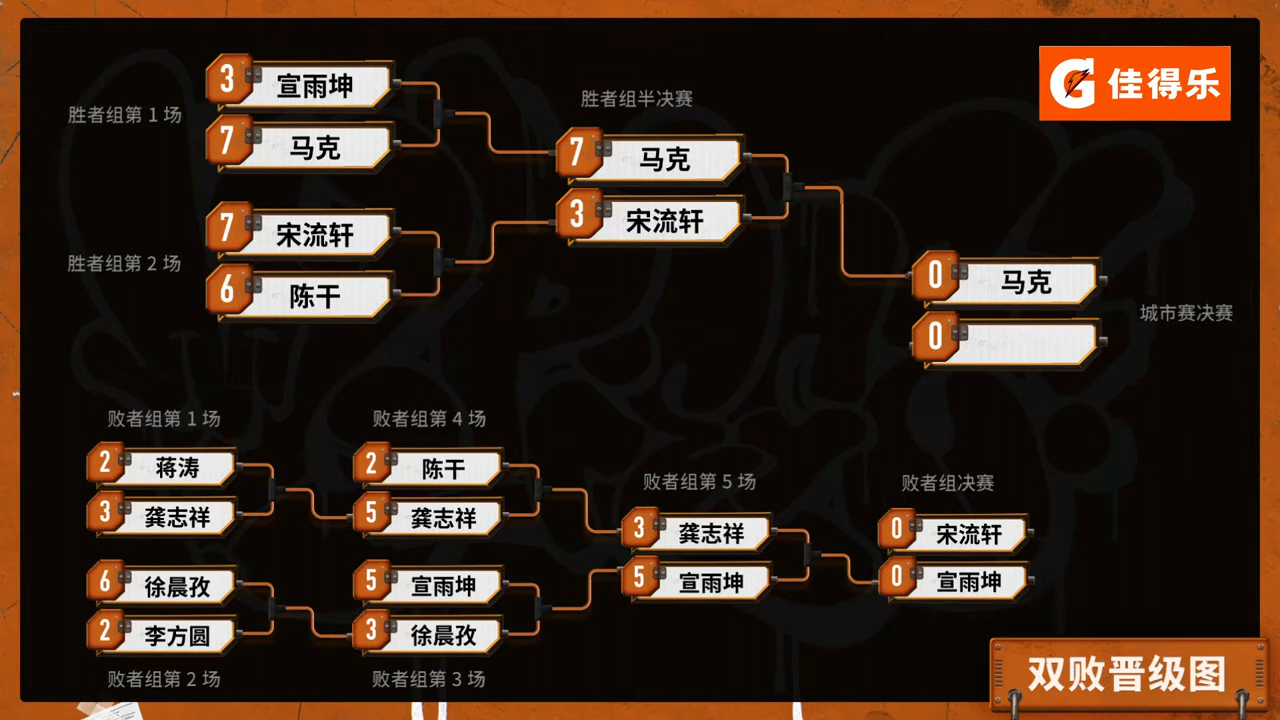 佳得乐
胜者组第1场
3 宣雨坤
7 马克
胜者组第2场
7 宋流轩
6 陈干
胜者组半决赛
7 马克
3 宋流轩
0 马克
0
城市赛决赛
败者组第1场
2 蒋涛
3 龚志祥
6 徐晨孜
2 李方圆
败者组第2场
败者组第4场
2 陈干
5 龚志祥
5 宣雨坤
3 徐晨孜
败者组第3场
败者组第5场
3 龚志祥
5 宣雨坤
败者组决赛
0 宋流轩
0 宣雨坤
双败晋级图